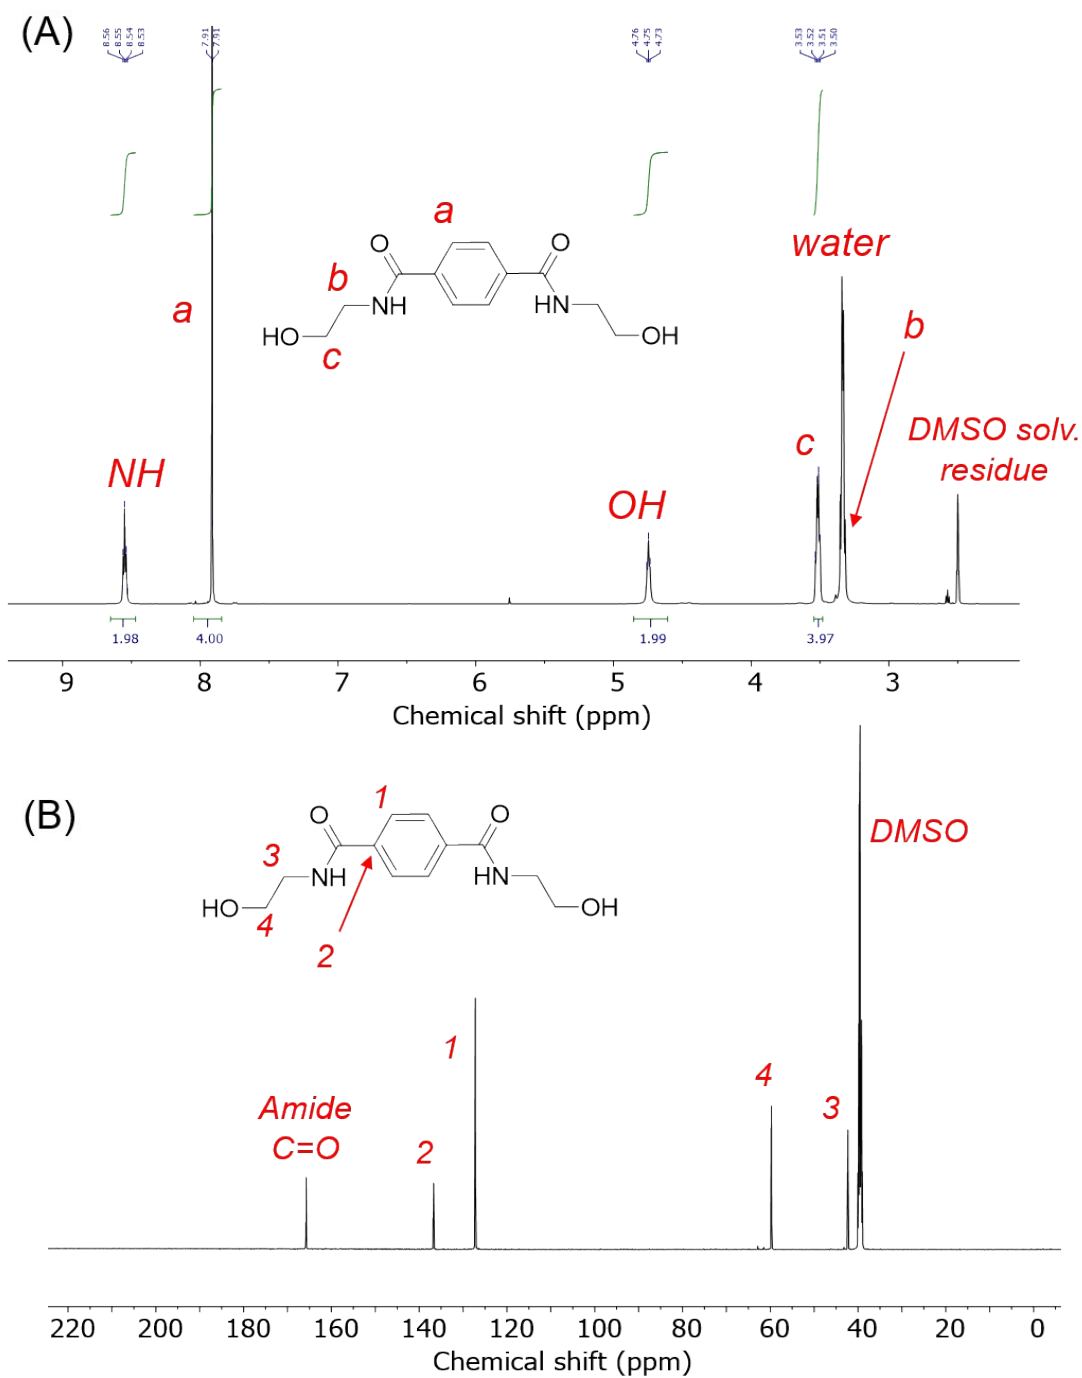 (A)
8.56
8.55
8.54
8.53
7.91
7.91
4.76
4.75
4.73
3.53
3.52
3.51
3.50
a
water
O
O
b
NH
HN
a
b
HO
OH
c
DMSO solv.
residue
c
NH
OH
1.98
4.00
1.99
3.97
9 8 7 6 5 4 3
Chemical shift (ppm)
(B)
1
O
O
DMSO
3
NH
HN
HO
OH
4
2
1
4
3
Amide
C=O
2
220 200 180 160 140 120 100 80 60 40 20 0
Chemical shift (ppm)